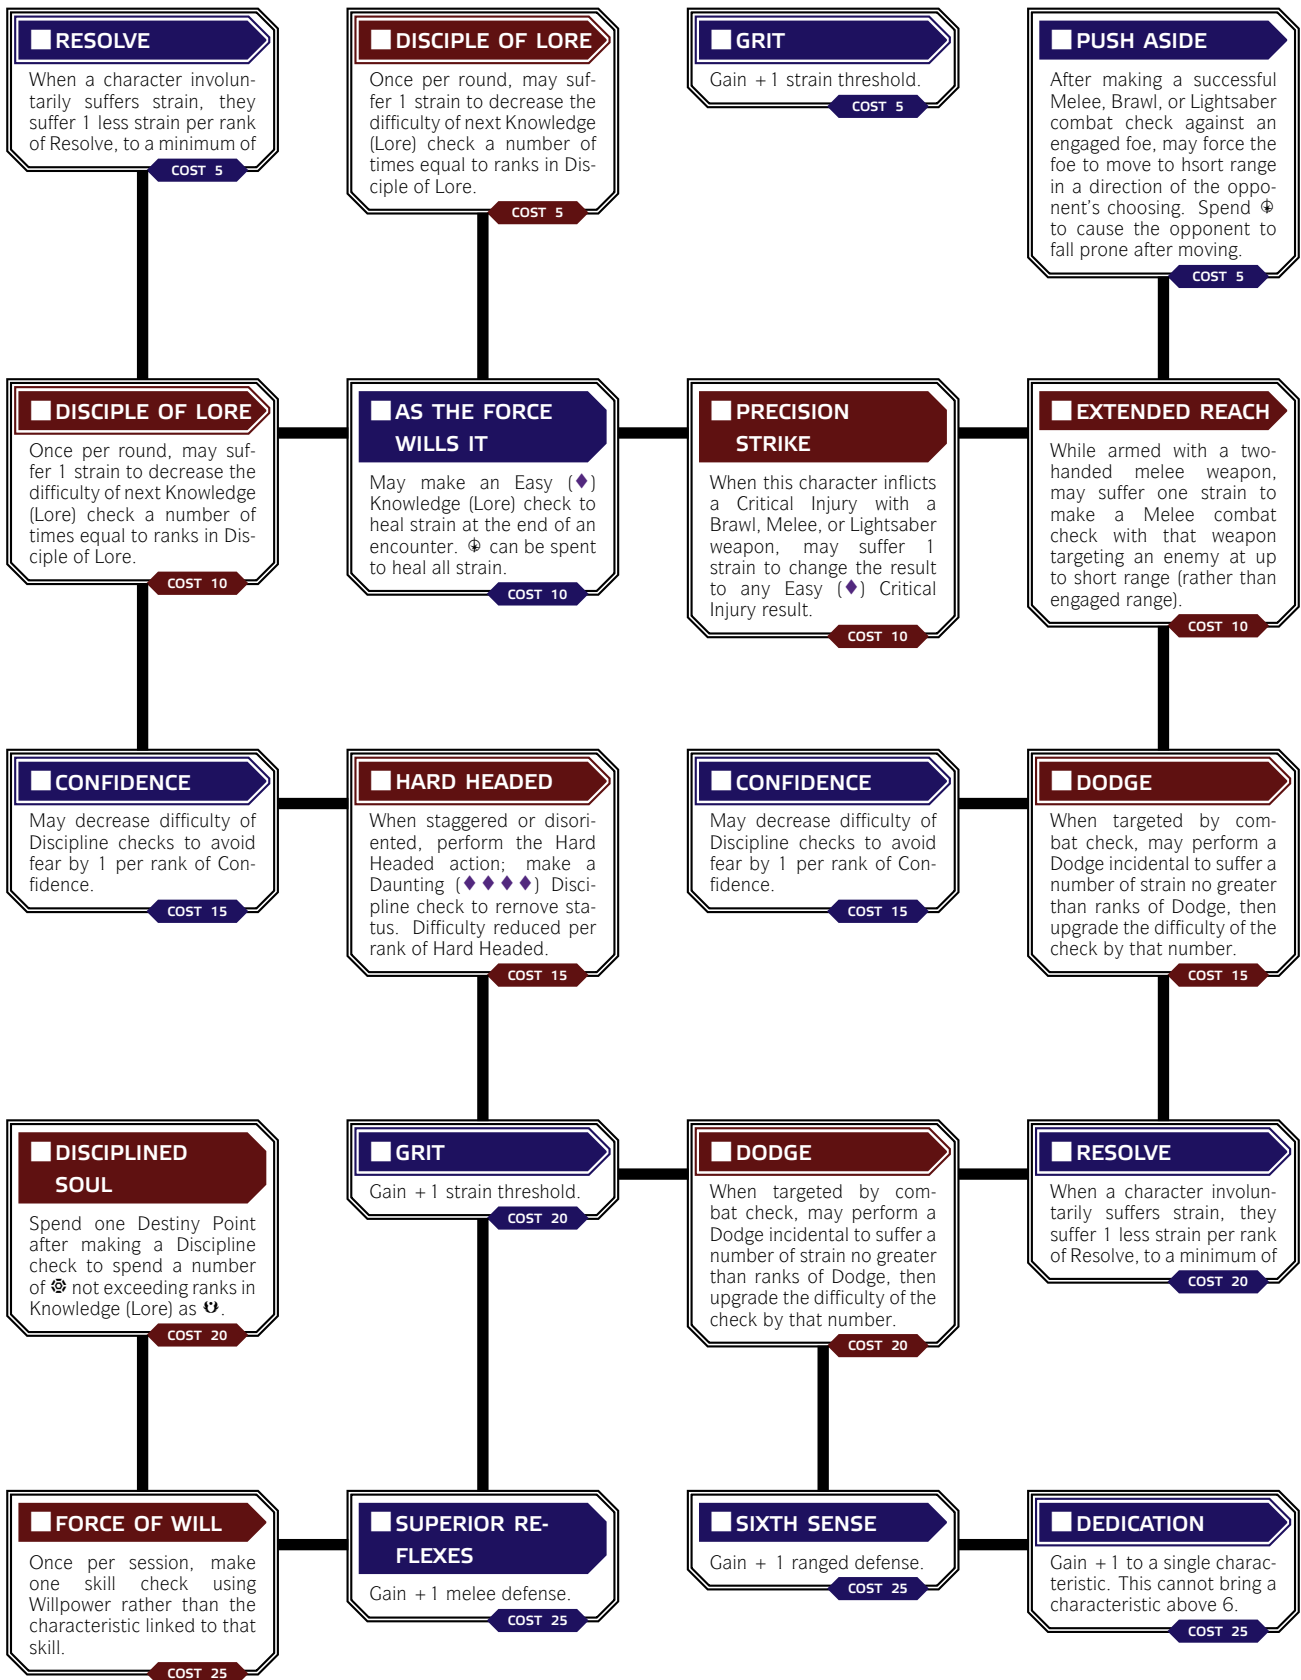 RESOLVE
When a character involun-
tarily suffers strain, they
suffer 1 less strain per rank
of Resolve, to a minimum of
COST 5
DISCIPLE OF LORE
Once per round, may suf-
fer 1 strain to decrease the
difficulty of next Knowledge
(Lore) check a number of
times equal to ranks in Dis-
ciple of Lore.
COST 5
GRIT
Gain +1 strain threshold.
COST 5
PUSH ASIDE
After making a successful
Melee, Brawl, or Lightsaber
combat check against an
engaged foe, may force the
foe to move to hsort range
in a direction of the oppo-
nent's choosing. Spend
to cause the opponent to
fall prone after moving.
COST 5
DISCIPLE OF LORE
Once per round, may suf-
fer 1 strain to decrease the
difficulty of next Knowledge
(Lore) check a number of
times equal to ranks in Dis-
ciple of Lore.
COST 10
AS THE FORCE
WILLS IT
May make an Easy (♦)
Knowledge (Lore) check to
heal strain at the end of an
encounter. can be spent
to heal all strain.
COST 10
PRECISION
STRIKE
When this character inflicts
a Critical Injury with a
Brawl, Melee, or Lightsaber
weapon, may suffer 1
strain to change the result
to any Easy (♦) Critical
Injury result.
COST 10
EXTENDED REACH
While armed with a two-
handed melee weapon,
may suffer one strain to
make a Melee combat
check with that weapon
targeting an enemy at up
to short range (rather than
engaged range).
COST 10
CONFIDENCE
May decrease difficulty of
Discipline checks to avoid
fear by 1 per rank of Con-
fidence.
COST 15
HARD HEADED
When staggered or disori-
ented, perform the Hard
Headed action; make a
Daunting (♦ ♦ ♦ ♦) Disci-
pline check to remove sta-
tus. Difficulty reduced per
rank of Hard Headed.
COST 15
CONFIDENCE
May decrease difficulty of
Discipline checks to avoid
fear by 1 per rank of Con-
fidence.
COST 15
DODGE
When targeted by com-
bat check, may perform a
Dodge incidental to suffer a
number of strain no greater
than ranks of Dodge, then
upgrade the difficulty of the
check by that number.
COST 15
DISCIPLINED
SOUL
Spend one Destiny Point
after making a Discipline
check to spend a number
of not exceeding ranks in
Knowledge (Lore) as .
COST 20
GRIT
Gain +1 strain threshold.
COST 20
DODGE
When targeted by com-
bat check, may perform a
Dodge incidental to suffer a
number of strain no greater
than ranks of Dodge, then
upgrade the difficulty of the
check by that number.
COST 20
RESOLVE
When a character involun-
tarily suffers strain, they
suffer 1 less strain per rank
of Resolve, to a minimum of
COST 20
FORCE OF WILL
Once per session, make
one skill check using
Willpower rather than the
characteristic linked to that
skill.
COST 25
SUPERIOR RE-
FLEXES
Gain +1 melee defense.
COST 25
SIXTH SENSE
Gain +1 ranged defense.
COST 25
DEDICATION
Gain +1 to a single charac-
teristic. This cannot bring a
characteristic above 6.
COST 25